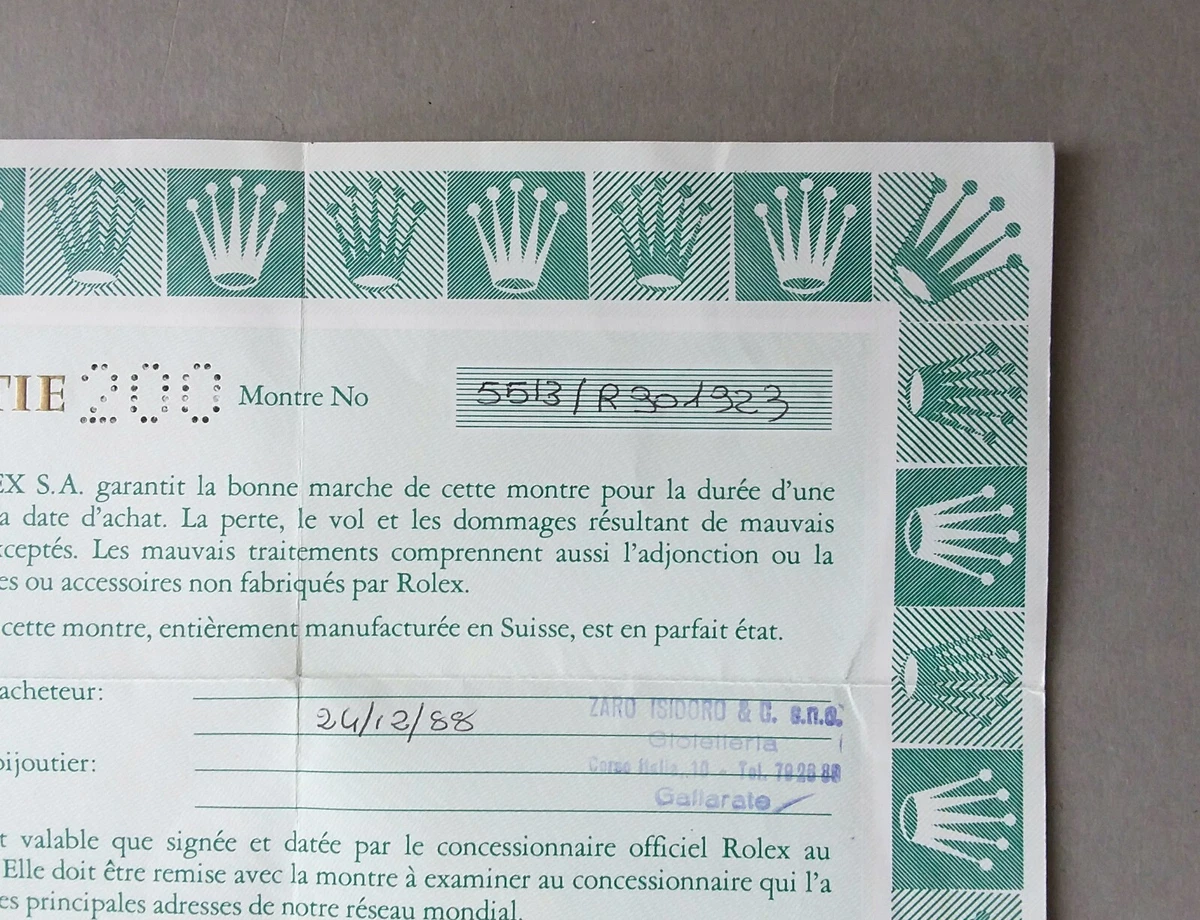 TIE 200 Montre No 5513/R901923
EX S.A. garantit la bonne marche de cette montre pour la durée d'une
a date d'achat. La perte, le vol et les dommages résultant de mauvais
ceptés. Les mauvais traitements comprennent aussi l'adjonction ou la
es ou accessoires non fabriqués par Rolex.
cette montre, entièrement manufacturée en Suisse, est en parfait état.
acheteur:
24/12/88
ZARO ISIDORO & C. s.n.c.
Gioielleria
bijoutier:
Corso Italia, 10 - Tel. 79 26 88
Gallarate
t valable que signée et datée par le concessionnaire officiel Rolex au
Elle doit être remise avec la montre à examiner au concessionnaire qui l'a
es principales adresses de notre réseau mondial.